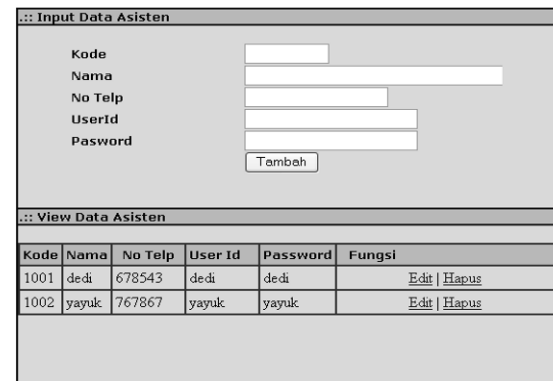 .:: Input Data Asisten
Kode
Nama
No Telp
UserId
Pasword
Tambah
.:: View Data Asisten
Kode Nama No Telp User Id Password Fungsi
1001 dedi 678543 dedi dedi Edit | Hapus
1002 yayuk 767867 yayuk yayuk Edit | Hapus